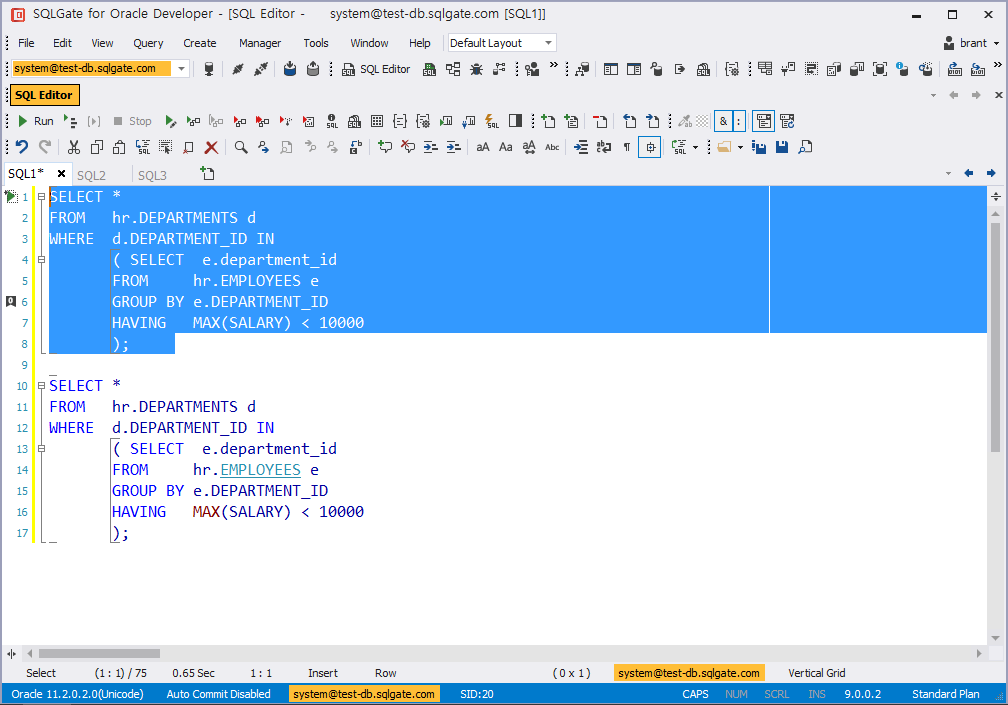 SQLGate for Oracle Developer - [SQL Editor - system@test-db.sqlgate.com [SQL1]]
File Edit View Query Create Manager Tools Window Help Default Layout brant
system@test-db.sqlgate.com SQL Editor
SQL Editor
Run Stop
SQL1* SQL2 SQL3
1 SELECT *
2 FROM hr.DEPARTMENTS d
3 WHERE d.DEPARTMENT_ID IN
4 ( SELECT e.department_id
5 FROM hr.EMPLOYEES e
6 GROUP BY e.DEPARTMENT_ID
7 HAVING MAX(SALARY) < 10000
8 );
9
10 SELECT *
11 FROM hr.DEPARTMENTS d
12 WHERE d.DEPARTMENT_ID IN
13 ( SELECT e.department_id
14 FROM hr.EMPLOYEES e
15 GROUP BY e.DEPARTMENT_ID
16 HAVING MAX(SALARY) < 10000
17 );
Select (1 : 1) / 75 0.65 Sec 1 : 1 Insert Row ( 0 x 1 ) system@test-db.sqlgate.com Vertical Grid
Oracle 11.2.0.2.0(Unicode) Auto Commit Disabled system@test-db.sqlgate.com SID:20 CAPS NUM SCRL INS 9.0.0.2 Standard Plan